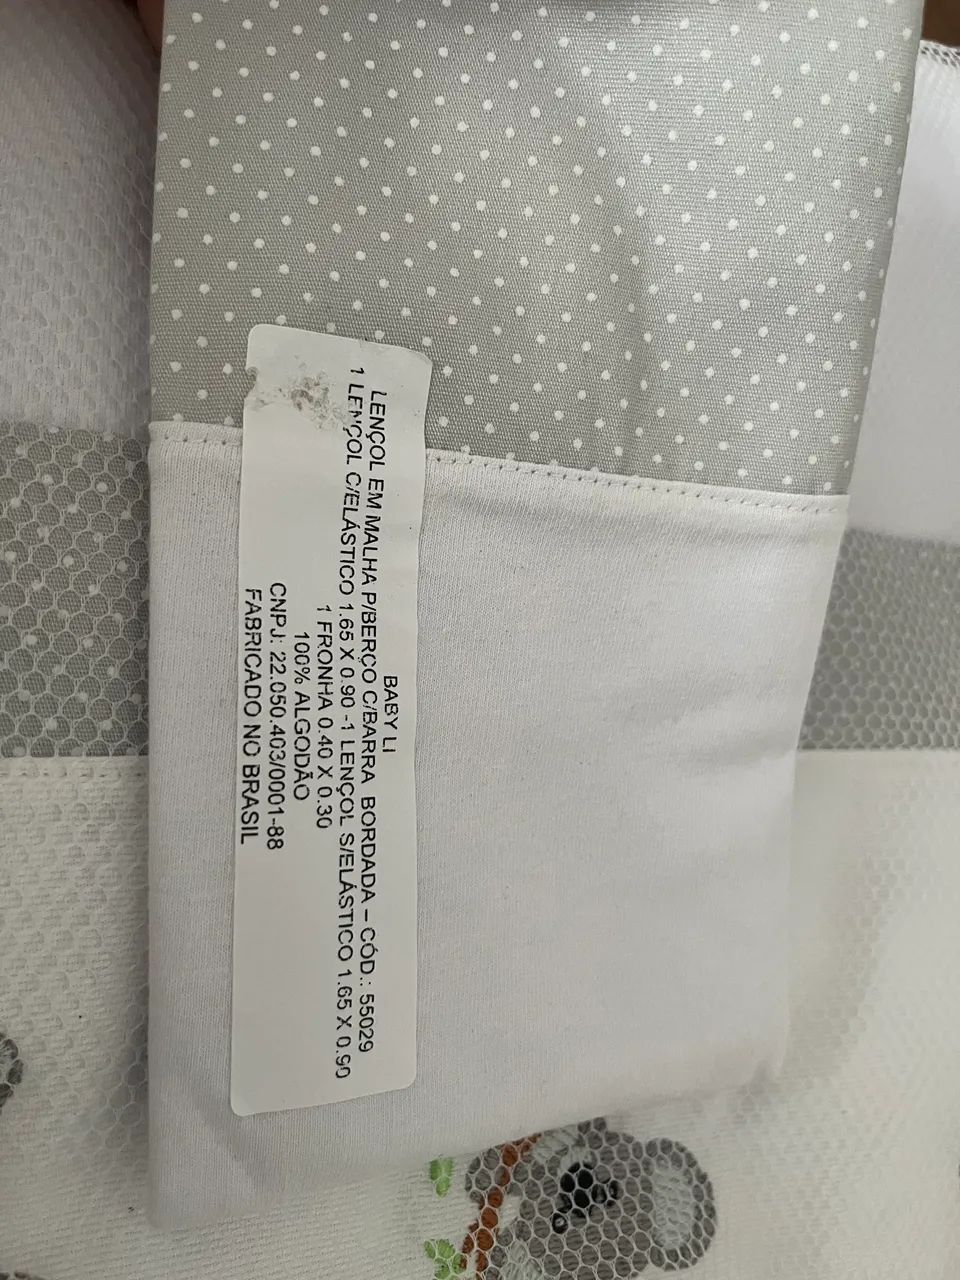 BABY LI
LENÇOL EM MALHA P/BERÇO C/BARRA BORDADA – CÓD.: 55029
1 LENÇOL C/ELÁSTICO 1.65 X 0.90 -1 LENÇOL S/ELÁSTICO 1.65 X 0.90
1 FRONHA 0.40 X 0.30
100% ALGODÃO
CNPJ: 22.050.403/0001-88
FABRICADO NO BRASIL